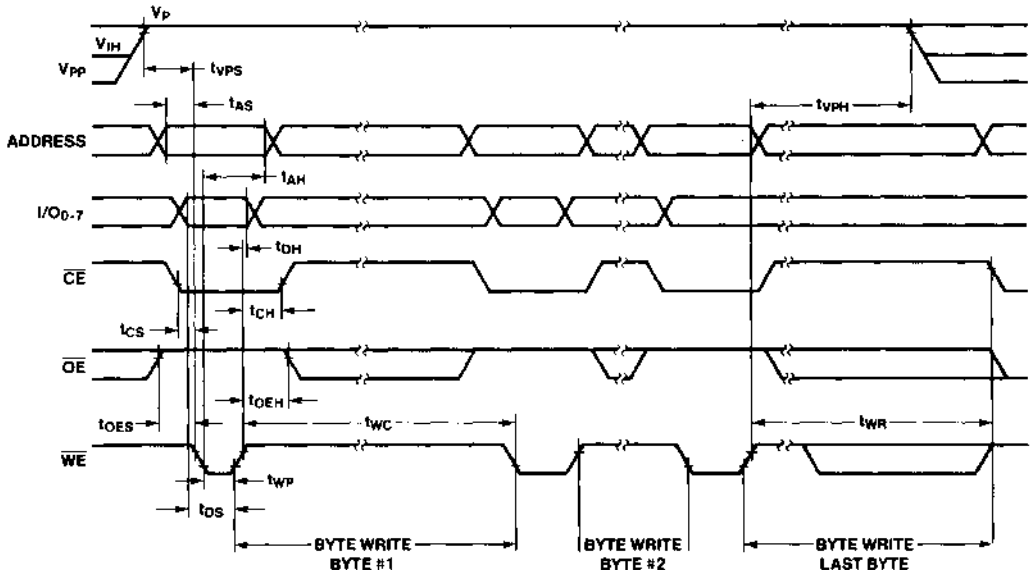 VP
VIH
VPP
tVPS
tAS
tVPH
ADDRESS
tAH
I/O0-7
tDH
CE
tCH
tCS
OE
tOEH
tOES
tWC
tWR
WE
tWP
tDS
BYTE WRITE
BYTE #1
BYTE WRITE
BYTE #2
BYTE WRITE
LAST BYTE